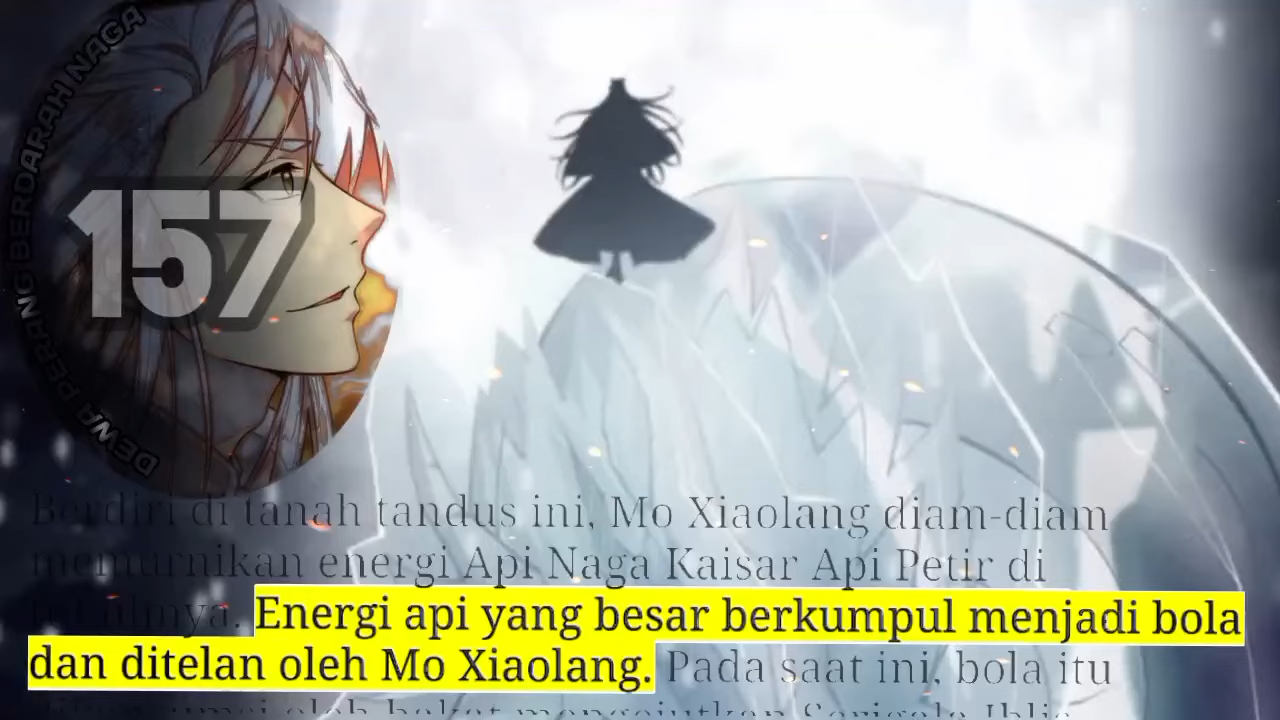 DEWA PERANG BERDARAH NAGA
157
Berdiri di tanah tandus ini, Mo Xiaolang diam-diam
memurnikan energi Api Naga Kaisar Api Petir di
tubuhnya. Energi api yang besar berkumpul menjadi bola
dan ditelan oleh Mo Xiaolang. Pada saat ini, bola itu